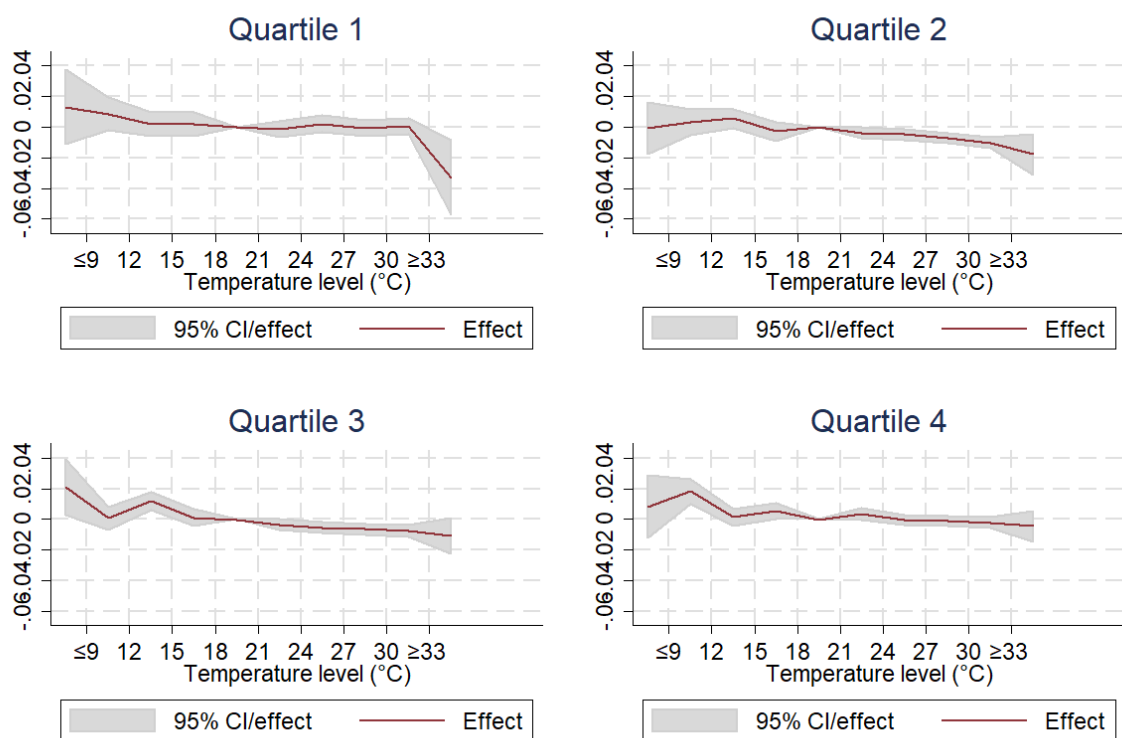 Quartile 1
-.06.04.02 0 .02.04
≤9 12 15 18 21 24 27 30 ≥33
Temperature level (°C)
95% CI/effect Effect
Quartile 2
-.06.04.02 0 .02.04
≤9 12 15 18 21 24 27 30 ≥33
Temperature level (°C)
95% CI/effect Effect
Quartile 3
-.06.04.02 0 .02.04
≤9 12 15 18 21 24 27 30 ≥33
Temperature level (°C)
95% CI/effect Effect
Quartile 4
-.06.04.02 0 .02.04
≤9 12 15 18 21 24 27 30 ≥33
Temperature level (°C)
95% CI/effect Effect